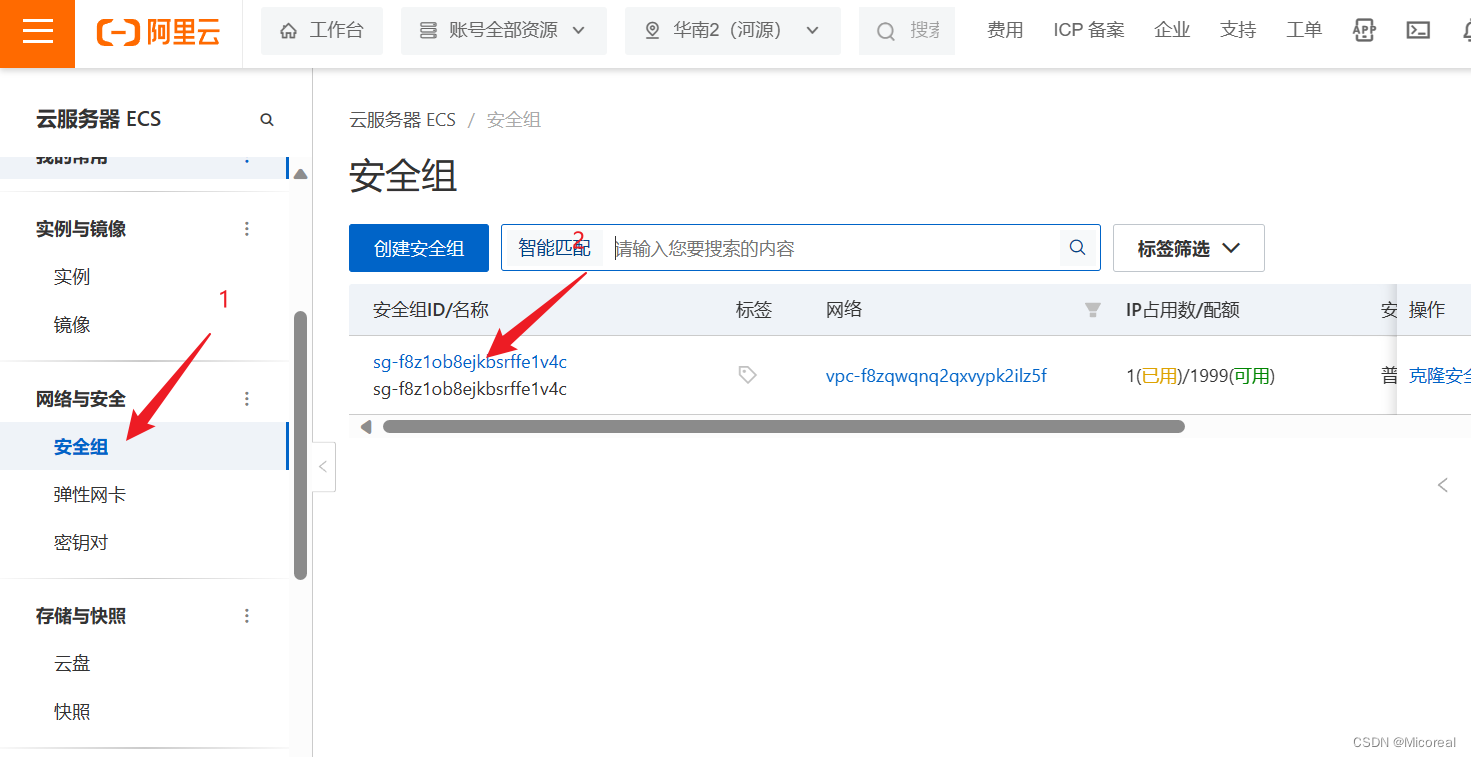 阿里云 工作台 账号全部资源 华南2（河源） 搜索 费用 ICP 备案 企业 支持 工单 APP
云服务器 ECS
我的常用
实例与镜像
实例
镜像
1
网络与安全
安全组
弹性网卡
密钥对
存储与快照
云盘
快照
云服务器 ECS / 安全组
安全组
创建安全组 智能匹配 请输入您要搜索的内容 标签筛选
2
安全组ID/名称 标签 网络 IP占用数/配额 安 操作
sg-f8z1ob8ejkbsrffe1v4c
sg-f8z1ob8ejkbsrffe1v4c
vpc-f8zqwqnq2qxvypk2ilz5f 1(已用)/1999(可用) 普 克隆安全
CSDN @Micoreal